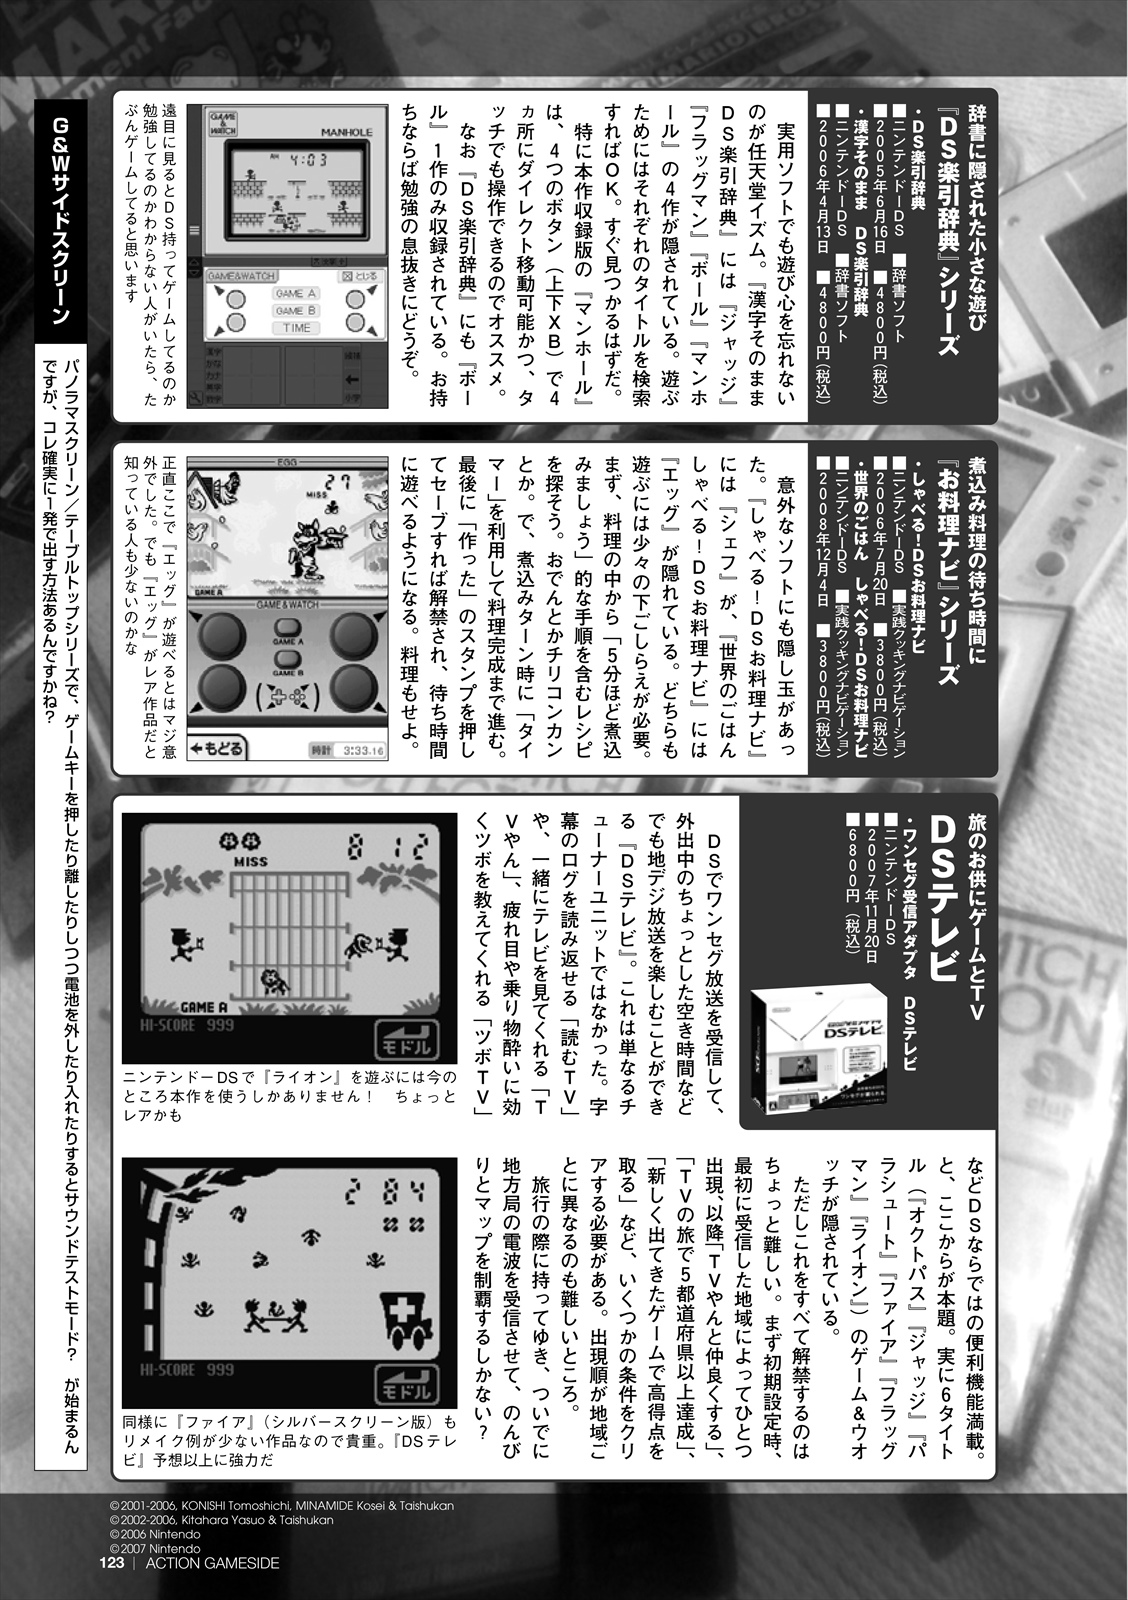 辞書に隠された小さな遊び
『DS楽引辞典』シリーズ
・DS楽引辞典
■ニンテンドーDS ■辞書ソフト
■2005年6月16日 ■4800円(税込)
・漢字そのまま DS楽引辞典
■ニンテンドーDS ■辞書ソフト
■2006年4月13日 ■4800円(税込)
実用ソフトでも遊び心を忘れない
のが任天堂イズム。『漢字そのまま
DS楽引辞典』には『ジャッジ』
『フラッグマン』『ボール』『マンホ
ール』の4作が隠されている。遊ぶ
ためにはそれぞれのタイトルを検索
すればOK。すぐ見つかるはずだ。
特に本作収録版の『マンホール』
は、4つのボタン(上下XB)で4
ヵ所にダイレクト移動可能かつ、タ
ッチでも操作できるのでオススメ。
なお『DS楽引辞典』にも『ボー
ル』1作のみ収録されている。お持
ちならば勉強の息抜きにどうぞ。
GAME & WATCH
MANHOLE
AM 4:03
GAME&WATCH
とじる
GAME A
GAME B
TIME
遠目に見るとDS持ってゲームしてるのか
勉強してるのかわからない人がいたら、た
ぶんゲームしてると思います
煮込み料理の待ち時間に
『お料理ナビ』シリーズ
・しゃべる!DSお料理ナビ
■ニンテンドーDS ■実践クッキングナビゲーション
■2006年7月20日 ■3800円(税込)
・世界のごはん しゃべる!DSお料理ナビ
■ニンテンドーDS ■実践クッキングナビゲーション
■2008年12月4日 ■3800円(税込)
意外なソフトにも隠し玉があっ
た。『しゃべる!DSお料理ナビ』
には『シェフ』が、『世界のごはん
しゃべる!DSお料理ナビ』には
『エッグ』が隠れている。どちらも
遊ぶには少々の下ごしらえが必要。
まず、料理の中から「5分ほど煮込
みましょう」的な手順を含むレシピ
を探そう。おでんとかチリコンカン
とか。で、煮込みターン時に「タイ
マー」を利用して料理完成まで進む。
最後に「作った」のスタンプを押し
てセーブすれば解禁され、待ち時間
に遊べるようになる。料理もせよ。
EGG
27
MISS
GAME A
GAME & WATCH
GAME A
GAME B
もどる
時計 3:33.16
正直ここで『エッグ』が遊べるとはマジ意
外でした。でも『エッグ』がレア作品だと
知っている人も少ないのかな
旅のお供にゲームとTV
DSテレビ
・ワンセグ受信アダプタ DSテレビ
■ニンテンドーDS
■2007年11月20日
■6800円(税込)
DSテレビ
DSでワンセグ放送を受信して、
外出中のちょっとした空き時間など
でも地デジ放送を楽しむことができ
る『DSテレビ』。これは単なるチ
ューナーユニットではなかった。字
幕のログを読み返せる「読むTV」
や、一緒にテレビを見てくれる「T
Vやん」、疲れ目や乗り物酔いに効
くツボを教えてくれる「ツボTV」
などDSならではの便利機能満載。
と、ここからが本題。実に6タイト
ル(『オクトパス』『ジャッジ』『パ
ラシュート』『ファイア』『フラッグ
マン』『ライオン』)のゲーム&ウオ
ッチが隠されている。
ただしこれをすべて解禁するのは
ちょっと難しい。まず初期設定時、
最初に受信した地域によってひとつ
出現、以降「TVやんと仲良くする」、
「TVの旅で5都道府県以上達成」、
「新しく出てきたゲームで高得点を
取る」など、いくつかの条件をクリ
アする必要がある。出現順が地域ご
とに異なるのも難しいところ。
旅行の際に持ってゆき、ついでに
地方局の電波を受信させて、のんび
りとマップを制覇するしかない?
MISS
8 12
GAME A
HI-SCORE 999
モドル
ニンテンドーDSで『ライオン』を遊ぶには今の
ところ本作を使うしかありません! ちょっと
レアかも
2 84
HI-SCORE 999
モドル
同様に『ファイア』(シルバースクリーン版)も
リメイク例が少ない作品なので貴重。『DSテレ
ビ』予想以上に強力だ
G&Wサイドスクリーン
パノラマスクリーン/テーブルトップシリーズで、ゲームキーを押したり離したりしつつ電池を外したり入れたりするとサウンドテストモード? が始まるん
ですが、コレ確実に1発で出す方法あるんですかね?
©2001-2006, KONISHI Tomoshichi, MINAMIDE Kosei & Taishukan
©2002-2006, Kitahara Yasuo & Taishukan
©2006 Nintendo
©2007 Nintendo
123 | ACTION GAMESIDE